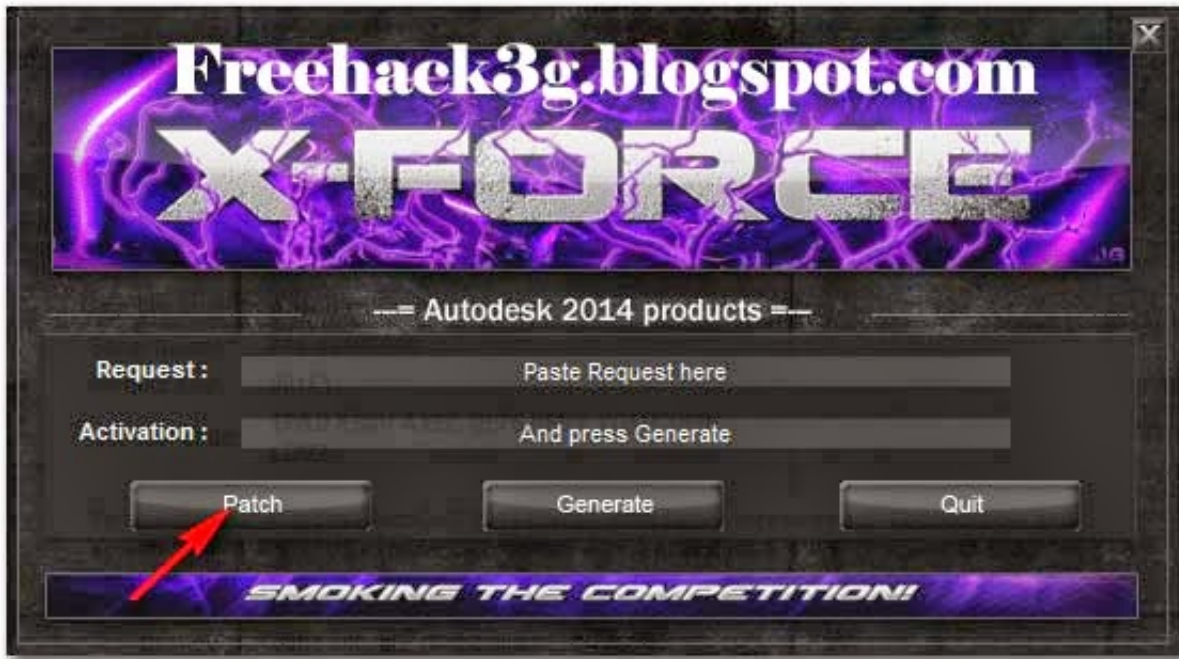 Freehack3g.blogspot.com
X-FORCE
---= Autodesk 2014 products =---
Request :
Paste Request here
Activation :
And press Generate
Patch
Generate
Quit
SMOKING THE COMPETITION!